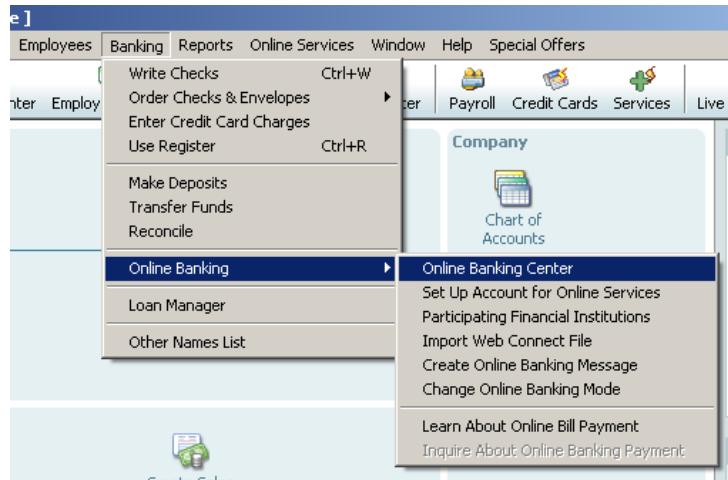 e ]
Employees Banking Reports Online Services Window Help Special Offers
Write Checks Ctrl+W
Order Checks & Envelopes
Enter Credit Card Charges
Use Register Ctrl+R
Make Deposits
Transfer Funds
Reconcile
Online Banking
Loan Manager
Other Names List
nter Employ
ter Payroll Credit Cards Services Live
Company
Chart of
Accounts
Online Banking Center
Set Up Account for Online Services
Participating Financial Institutions
Import Web Connect File
Create Online Banking Message
Change Online Banking Mode
Learn About Online Bill Payment
Inquire About Online Banking Payment